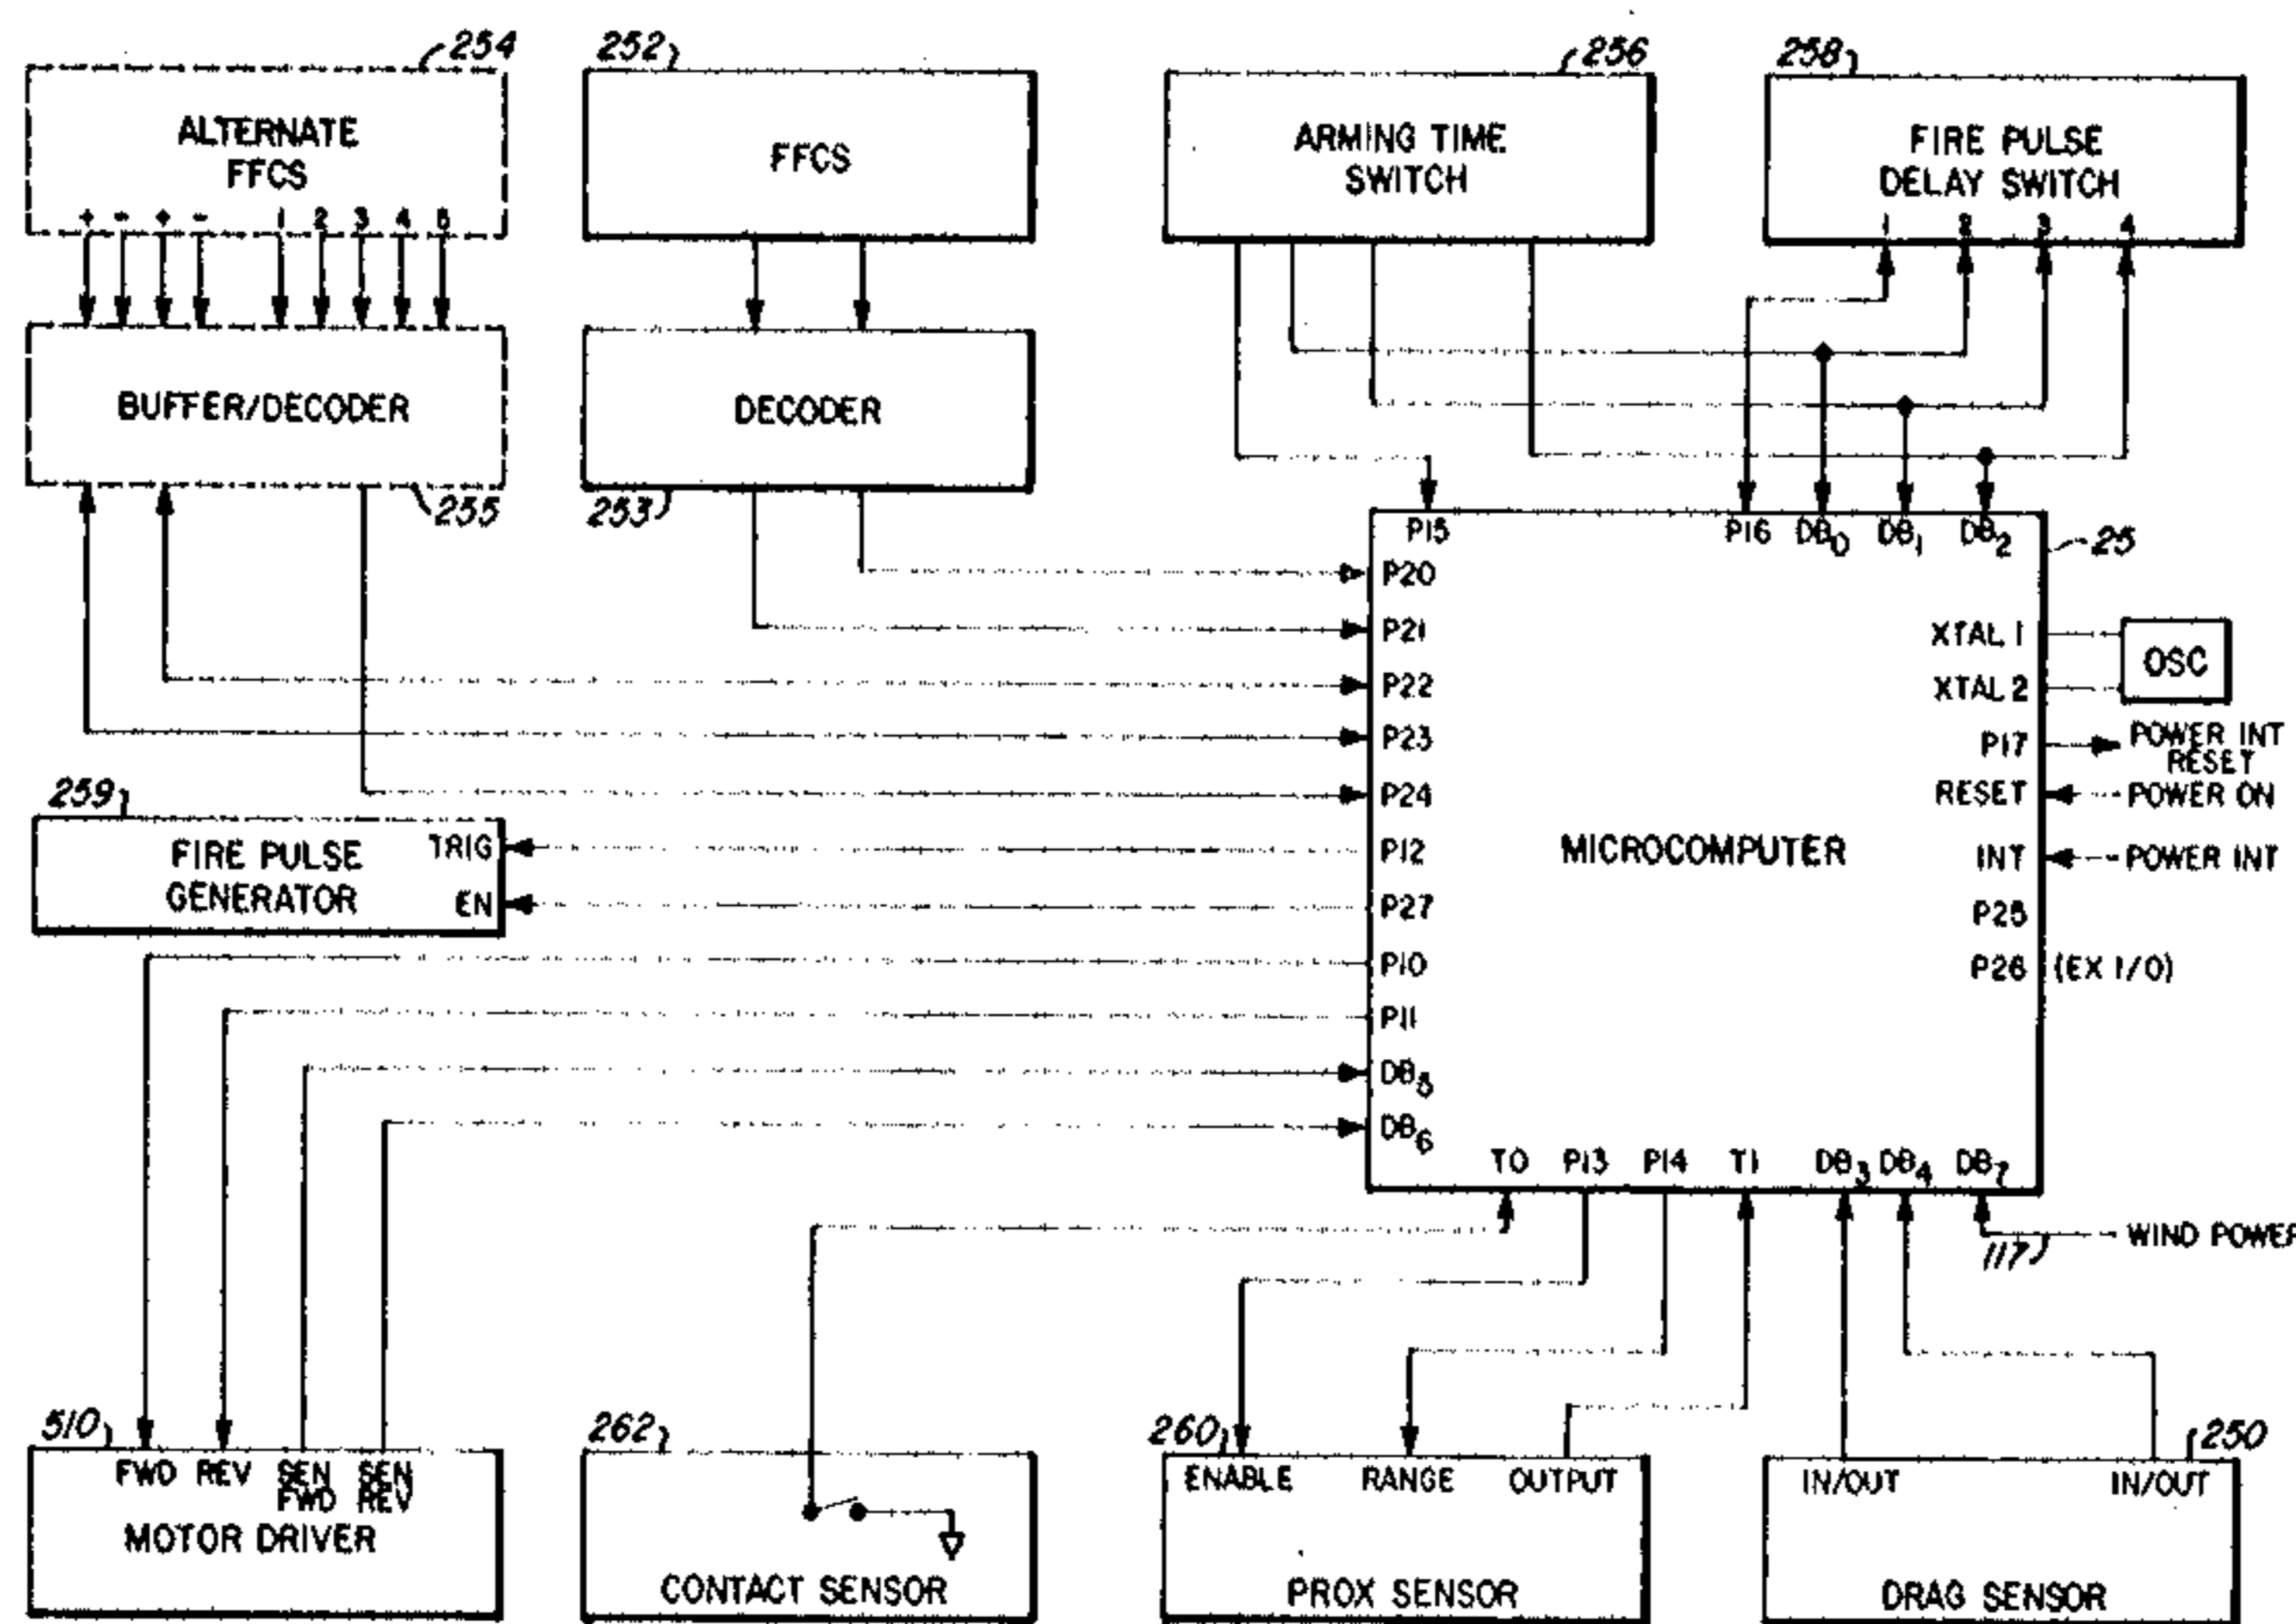 254
ALTERNATE
FFCS
+ - + - 1 2 3 4 5
BUFFER/DECODER
255
252
FFCS
DECODER
253
256
ARMING TIME
SWITCH
258
FIRE PULSE
DELAY SWITCH
1 2 3 4
P15 P16 DB0 DB1 DB2
25
P20
P21
P22
P23
P24
P12
P27
P10
P11
DB5
DB6
MICROCOMPUTER
XTAL 1
XTAL 2
OSC
P17
POWER INT
RESET
RESET
POWER ON
INT
POWER INT
P25
P26 (EX I/O)
T0 P13 P14 T1 DB3 DB4 DB7
117
WIND POWER
259
FIRE PULSE
GENERATOR
TRIG
EN
510
FWD REV SEN FWD SEN REV
MOTOR DRIVER
262
CONTACT SENSOR
260
ENABLE RANGE OUTPUT
PROX SENSOR
250
IN/OUT IN/OUT
DRAG SENSOR